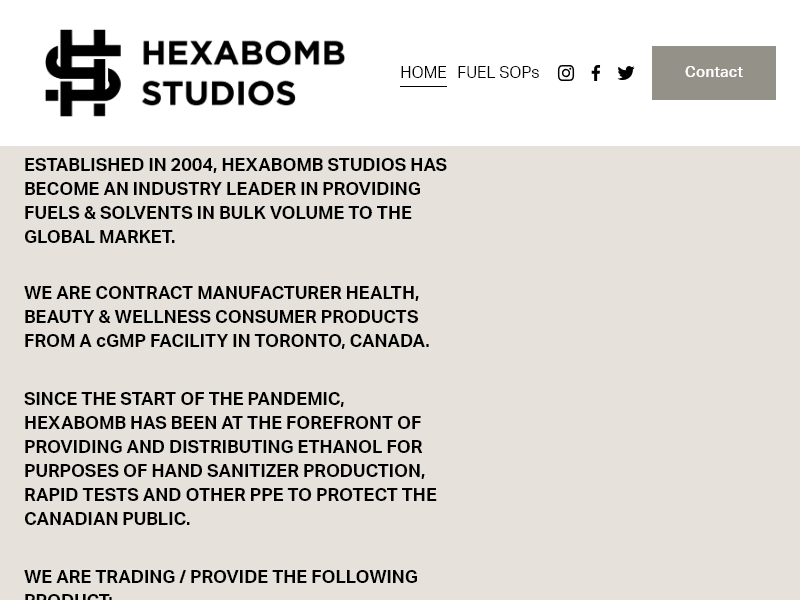 HEXABOMB
STUDIOS
HOME FUEL SOPs
Contact
ESTABLISHED IN 2004, HEXABOMB STUDIOS HAS
BECOME AN INDUSTRY LEADER IN PROVIDING
FUELS & SOLVENTS IN BULK VOLUME TO THE
GLOBAL MARKET.
WE ARE CONTRACT MANUFACTURER HEALTH,
BEAUTY & WELLNESS CONSUMER PRODUCTS
FROM A cGMP FACILITY IN TORONTO, CANADA.
SINCE THE START OF THE PANDEMIC,
HEXABOMB HAS BEEN AT THE FOREFRONT OF
PROVIDING AND DISTRIBUTING ETHANOL FOR
PURPOSES OF HAND SANITIZER PRODUCTION,
RAPID TESTS AND OTHER PPE TO PROTECT THE
CANADIAN PUBLIC.
WE ARE TRADING / PROVIDE THE FOLLOWING
PRODUCT: